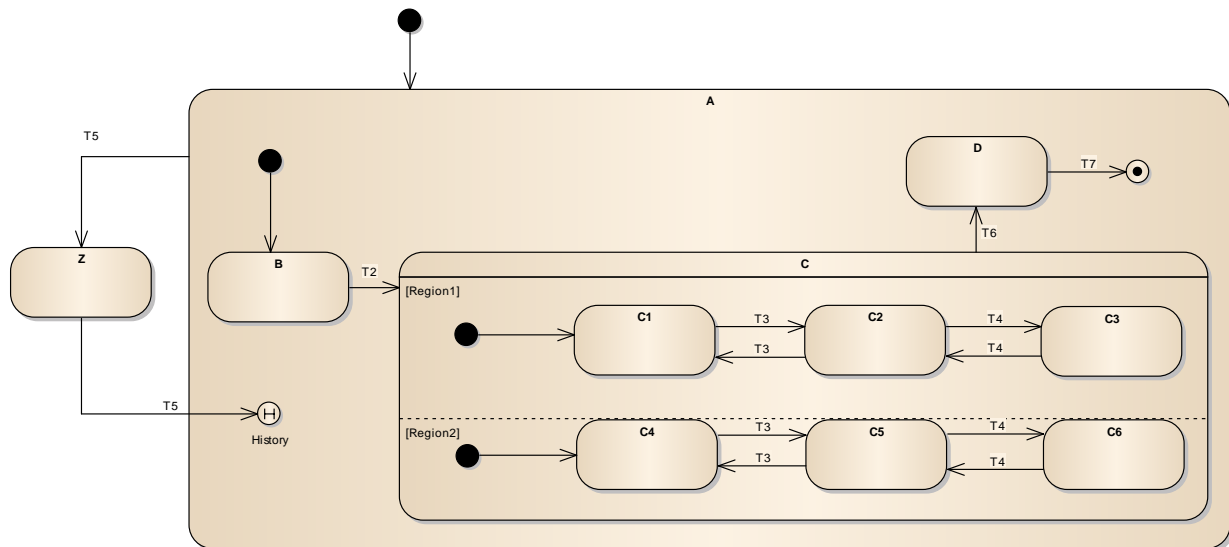 A
T5
D
T7
Z
B
T2
T6
C
[Region1]
C1
T3
T3
C2
T4
T4
C3
T5
H
History
[Region2]
C4
T3
T3
C5
T4
T4
C6